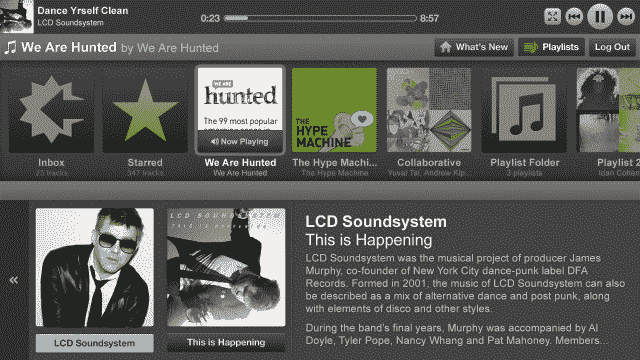 Dance Yrself Clean
LCD Soundsystem
0:23
8:57
We Are Hunted by We Are Hunted
What's New
Playlists
Log Out
WE ARE
hunted
The 99 most popular
Now Playing
THE
HYPE
MACHINE
Inbox
23 tracks
Starred
347 tracks
We Are Hunted
We Are Hunted
The Hype Machi...
The Hype Machine
Collaborative
Yuval Tal, Andrew Kip...
Playlist Folder
3 playlists
Playlist 2
Idan Cohen
«
LCD SOUNDSYSTEM
THIS IS HAPPENING
LCD Soundsystem
This is Happening
LCD Soundsystem
This is Happening
LCD Soundsystem was the musical project of producer James
Murphy, co-founder of New York City dance-punk label DFA
Records. Formed in 2001, the music of LCD Soundsystem can also
be described as a mix of alternative dance and post punk, along
with elements of disco and other styles.
During the band's final years, Murphy was accompanied by Al
Doyle, Tyler Pope, Nancy Whang and Pat Mahoney. Members...